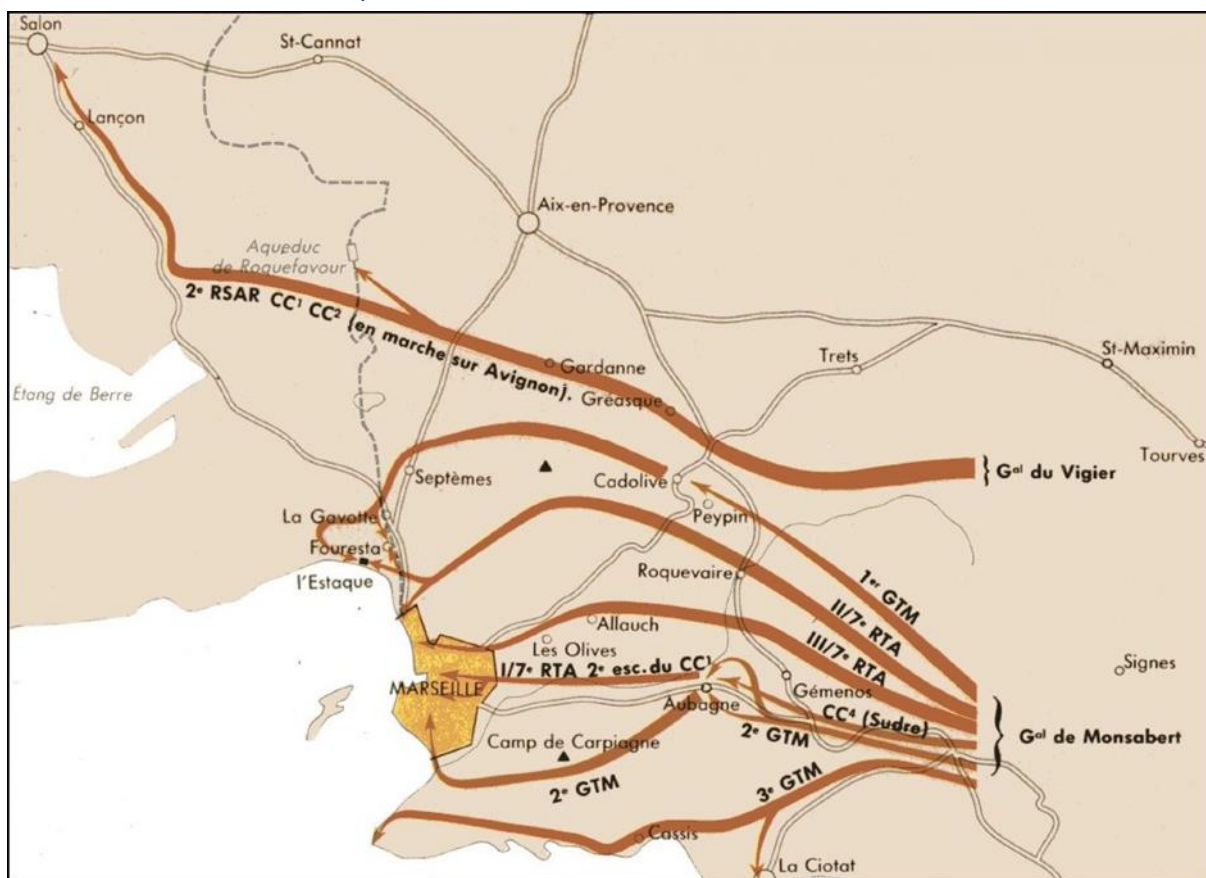 Salon
St-Cannat
Lançon
Aix-en-Provence
Aqueduc
de Roquefavour
2e RSAR CC1 CC2 (en marche sur Avignon).
Gardanne
Gréasque
Trets
St-Maximin
Tourves
Étang de Berre
Septèmes
Cadolive
Peypin
} Gal du Vigier
La Gavotte
Fouresta
l'Estaque
Roquevaire
1er GTM
II/7e RTA
III/7e RTA
Allauch
Les Olives
I/7e RTA 2e esc. du CC1
MARSEILLE
Aubagne
Gémenos
Signes
CC4 (Sudre)
2e GTM
} Gal de Monsabert
Camp de Carpiagne
2e GTM
3e GTM
Cassis
La Ciotat